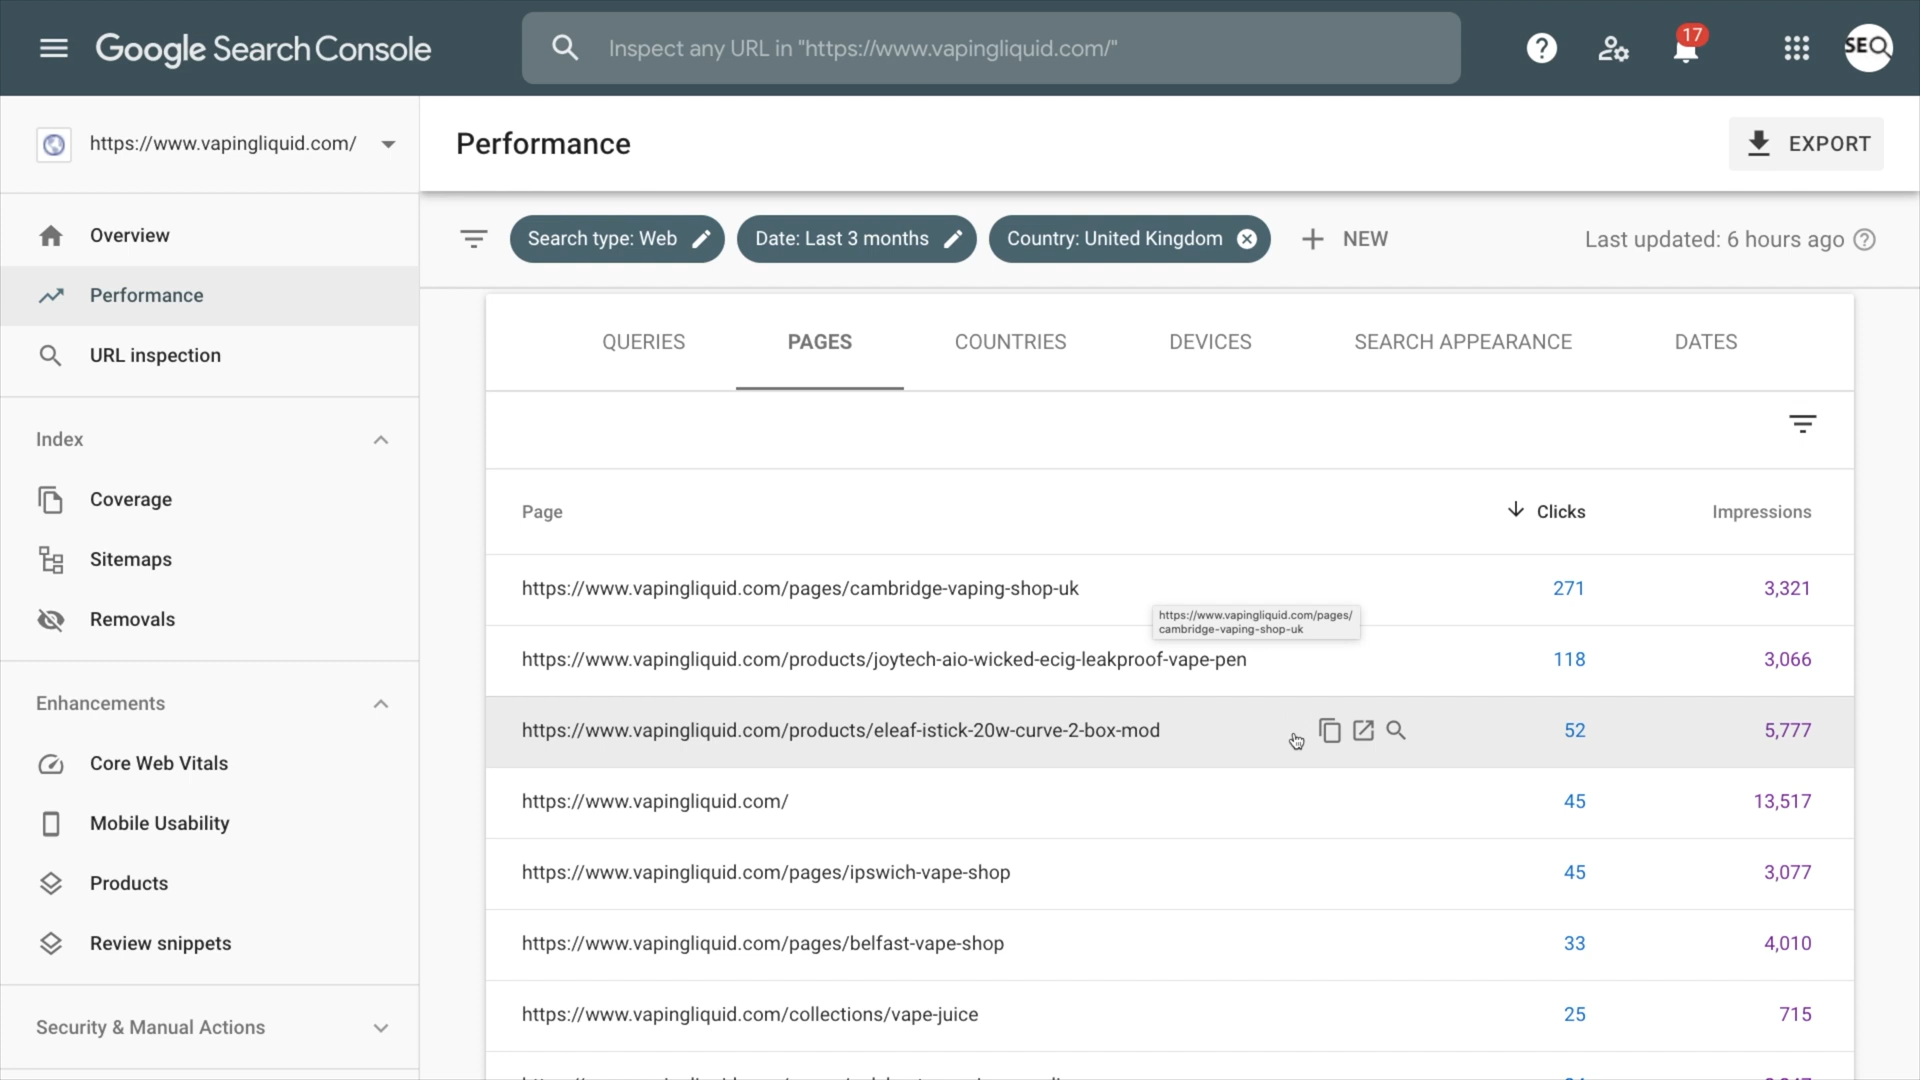 Google Search Console
Inspect any URL in "https://www.vapingliquid.com/"
17
SEO
https://www.vapingliquid.com/
Performance
EXPORT
Overview
Performance
URL inspection
Index
Coverage
Sitemaps
Removals
Enhancements
Core Web Vitals
Mobile Usability
Products
Review snippets
Security & Manual Actions
Search type: Web
Date: Last 3 months
Country: United Kingdom
NEW
Last updated: 6 hours ago
QUERIES PAGES COUNTRIES DEVICES SEARCH APPEARANCE DATES
Page Clicks Impressions
https://www.vapingliquid.com/pages/cambridge-vaping-shop-uk 271 3,321
https://www.vapingliquid.com/pages/
cambridge-vaping-shop-uk
https://www.vapingliquid.com/products/joytech-aio-wicked-ecig-leakproof-vape-pen 118 3,066
https://www.vapingliquid.com/products/eleaf-istick-20w-curve-2-box-mod 52 5,777
https://www.vapingliquid.com/ 45 13,517
https://www.vapingliquid.com/pages/ipswich-vape-shop 45 3,077
https://www.vapingliquid.com/pages/belfast-vape-shop 33 4,010
https://www.vapingliquid.com/collections/vape-juice 25 715